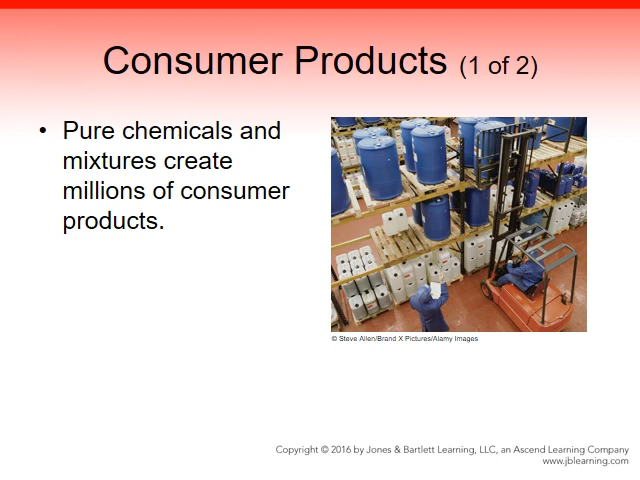 Consumer Products (1 of 2)
• Pure chemicals and
mixtures create
millions of consumer
products.
© Steve Allen/Brand X Pictures/Alamy Images
Copyright © 2016 by Jones & Bartlett Learning, LLC, an Ascend Learning Company
www.jblearning.com